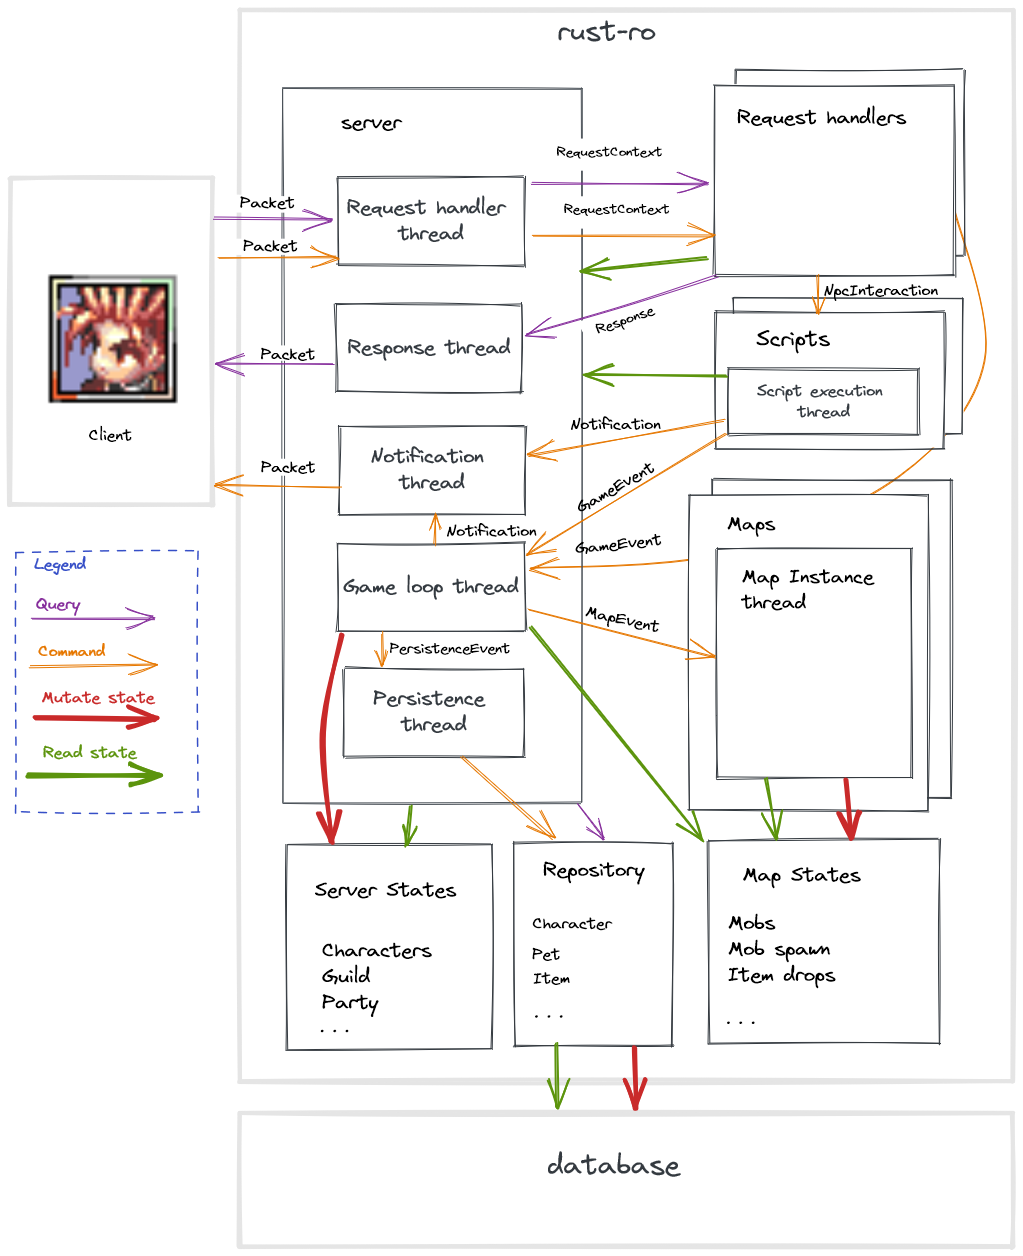 rust-ro
server
Request handlers
RequestContext
Packet
Request handler
thread
RequestContext
Packet
NpcInteraction
Response
Scripts
Packet
Response thread
Script execution
thread
Client
Notification
Packet
Notification
thread
GameEvent
Notification
Maps
GameEvent
Legend
Game loop thread
Map Instance
thread
Query
MapEvent
Command
PersistenceEvent
Mutate state
Persistence
thread
Read state
Server States
Characters
Guild
Party
. . .
Repository
Character
Pet
Item
. . .
Map States
Mobs
Mob spawn
Item drops
. . .
database